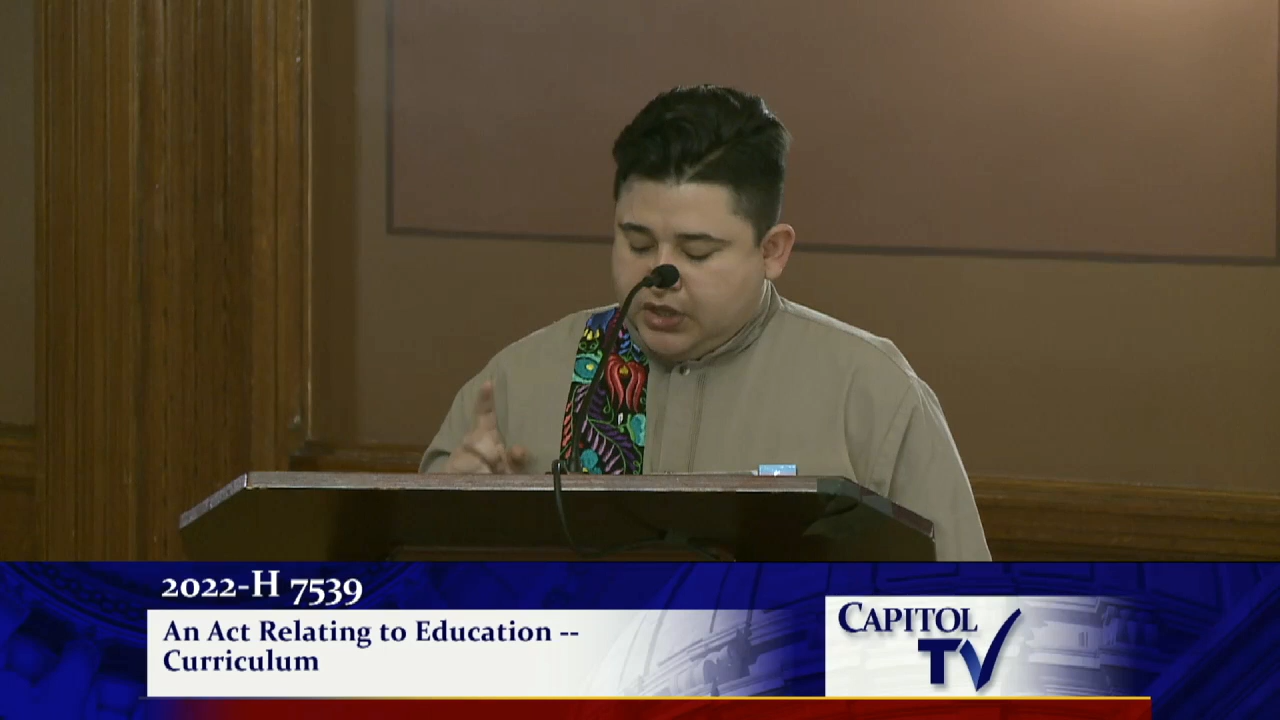 2022-H 7539
An Act Relating to Education --
Curriculum
CAPITOL
TV